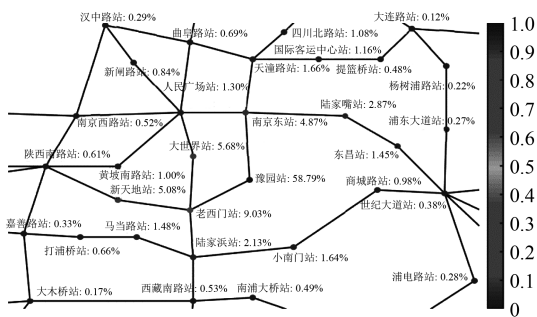 汉中路站: 0.29%
曲阜路站: 0.69%
四川北路站: 1.08%
大连路站: 0.12%
国际客运中心站: 1.16%
新闸路站: 0.84%
天潼路站: 1.66%
提篮桥站: 0.48%
人民广场站: 1.30%
杨树浦路站: 0.22%
陆家嘴站: 2.87%
南京西路站: 0.52%
南京东站: 4.87%
浦东大道站: 0.27%
大世界站: 5.68%
陕西南路站: 0.61%
东昌站: 1.45%
黄坡南路站: 1.00%
豫园站: 58.79%
商城路站: 0.98%
新天地站: 5.08%
世纪大道站: 0.38%
老西门站: 9.03%
嘉善路站: 0.33%
马当路站: 1.48%
陆家浜站: 2.13%
打浦桥站: 0.66%
小南门站: 1.64%
浦电路站: 0.28%
大木桥站: 0.17%
西藏南路站: 0.53%
南浦大桥站: 0.49%
1.0
0.9
0.8
0.7
0.6
0.5
0.4
0.3
0.2
0.1
0